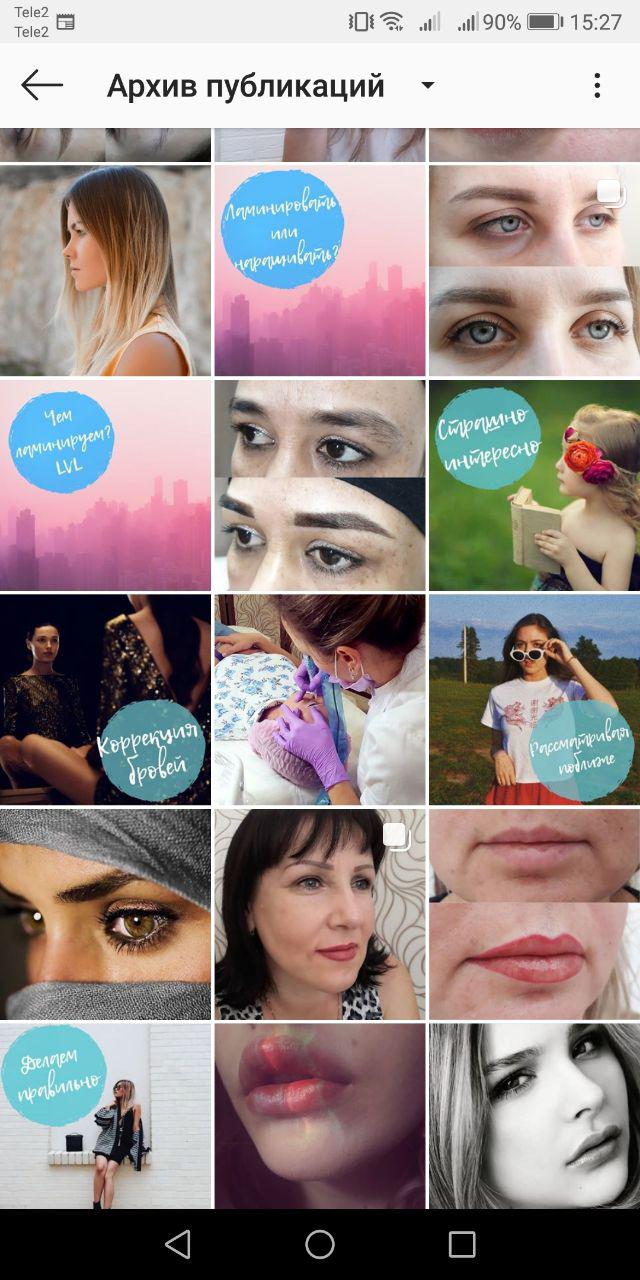 Tele2
Tele2
90%
15:27
Архив публикаций
Ламинировать
или
наращивать?
Чем
ламинируем?
LVL
Страшно
интересно
Коррекция
бровей
Рассматривая
поближе
Делаем
правильно